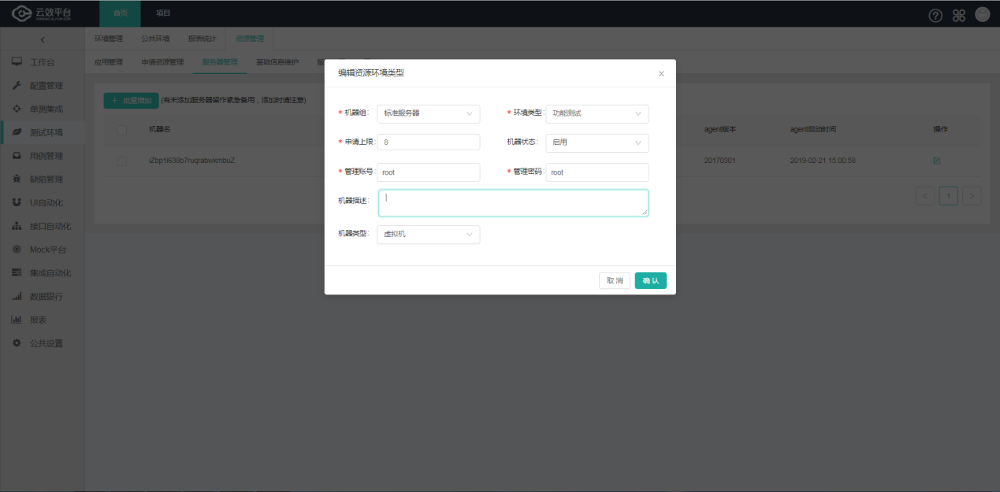 云效平台 首页 项目
环境管理 公共环境 报表统计 资源管理
应用管理 申请资源管理 服务器管理 基础信息维护
工作台
配置管理
单测集成
测试环境
用例管理
缺陷管理
UI自动化
接口自动化
Mock平台
集成自动化
数据银行
报表
公共设置
+ 批量增加 (有未添加服务器留作紧急备用，添加时请注意)
机器名 agent版本 agent启动时间 操作
iZbp1i638b7ruqrabwkmbuZ 20170301 2019-02-21 15:00:56
< 1 >
编辑资源环境类型
* 机器组: 标准服务器 * 环境类型: 功能测试
* 申请上限: 8 机器状态: 启用
* 管理账号: root * 管理密码: root
机器描述:
机器类型: 虚拟机
取 消 确 认